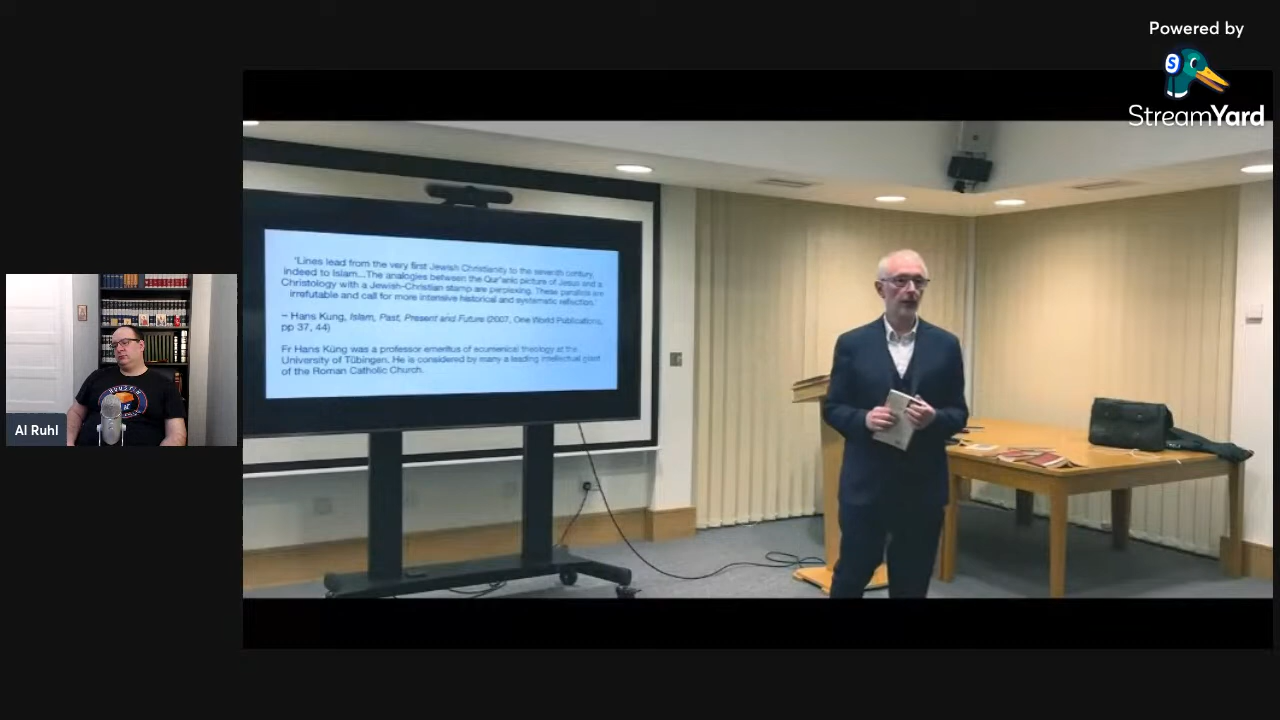 Powered by
StreamYard
'Lines lead from the very first Jewish Christianity to the seventh century,
indeed to Islam...The analogies between the Qur'anic picture of Jesus and a
Christology with a Jewish-Christian stamp are perplexing. These parallels are
irrefutable and call for more intensive historical and systematic reflection.'
– Hans Kung, Islam, Past, Present and Future (2007, One World Publications,
pp 37, 44)
Fr Hans Küng was a professor emeritus of ecumenical theology at the
University of Tübingen. He is considered by many a leading intellectual giant
of the Roman Catholic Church.
Al Ruhl